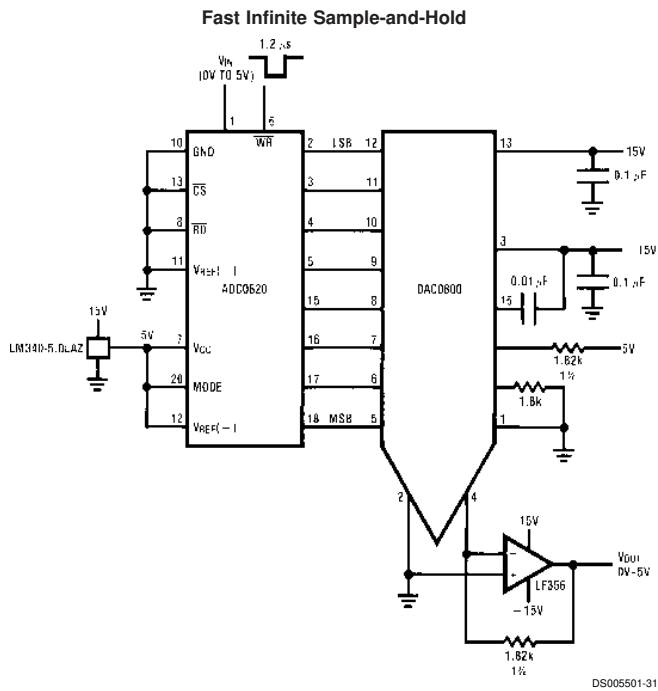 Fast Infinite Sample-and-Hold
1.2 μs
VIN
(0V TO 5V)
1
6
WR
10
GND
2
LSB
12
13
15V
13
CS
3
11
0.1 μF
8
RD
4
10
3
15V
11
VREF(-)
5
9
0.01 μF
ADC0820
DAC0800
0.1 μF
15
8
15V
LM340-5.0LAZ
5V
7
VCC
16
7
5V
1.82k
1%
20
MODE
17
6
1.8k
12
VREF(-)
18
MSB
5
1
2
4
15V
-
+
LF356
VOUT
0V-5V
-15V
1.82k
1%
DS005501-31